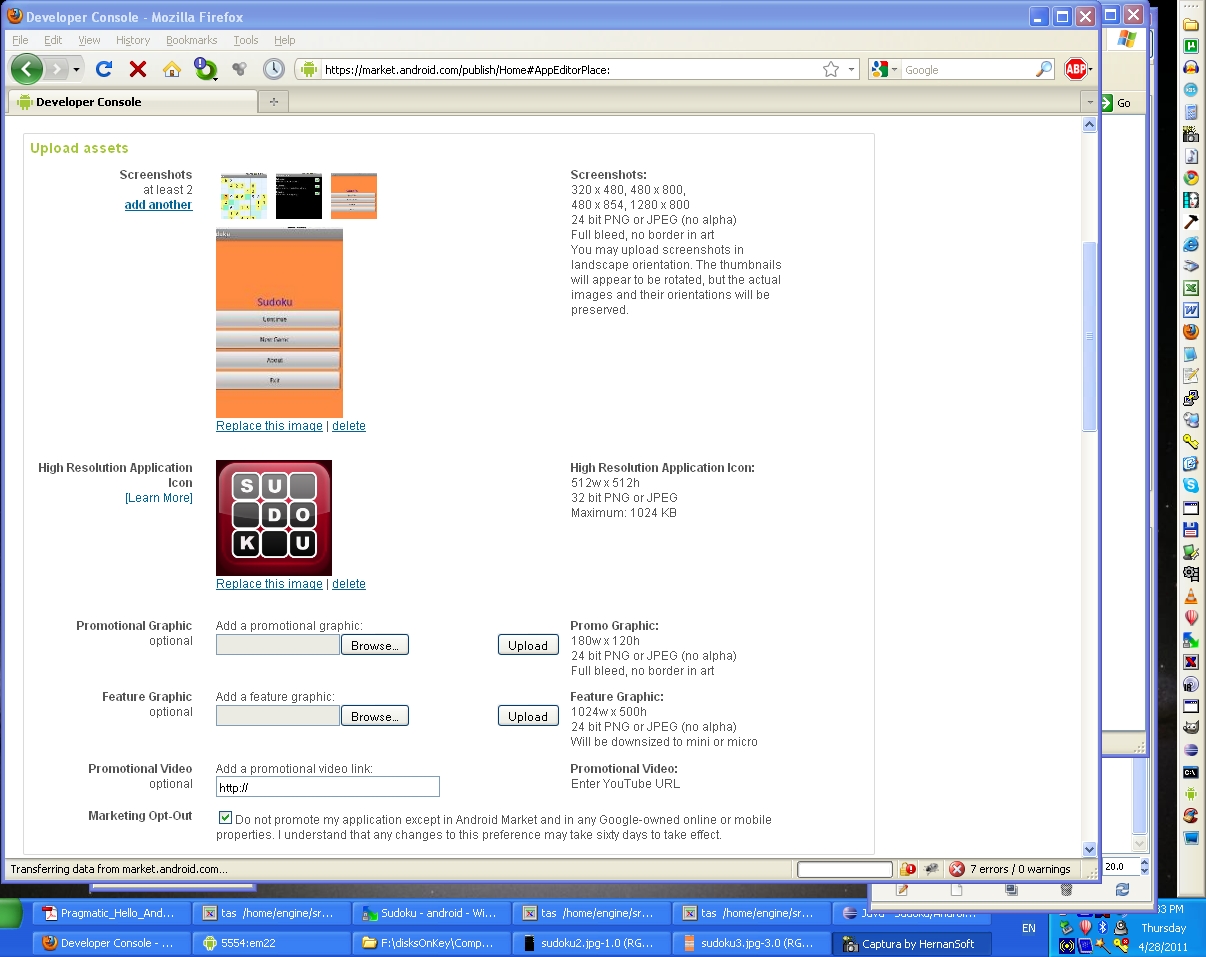 Developer Console - Mozilla Firefox
File Edit View History Bookmarks Tools Help
https://market.android.com/publish/Home#AppEditorPlace:
Google
ABP
Developer Console
Go
Upload assets
Screenshots
at least 2
add another
Screenshots:
320 x 480, 480 x 800,
480 x 854, 1280 x 800
24 bit PNG or JPEG (no alpha)
Full bleed, no border in art
You may upload screenshots in
landscape orientation. The thumbnails
will appear to be rotated, but the actual
images and their orientations will be
preserved.
Sudoku
Continue
New Game
About
Exit
Replace this image | delete
High Resolution Application
Icon
[Learn More]
S U
D O
K U
Replace this image | delete
High Resolution Application Icon:
512w x 512h
32 bit PNG or JPEG
Maximum: 1024 KB
Promotional Graphic
optional
Add a promotional graphic:
Browse...
Upload
Promo Graphic:
180w x 120h
24 bit PNG or JPEG (no alpha)
Full bleed, no border in art
Feature Graphic
optional
Add a feature graphic:
Browse...
Upload
Feature Graphic:
1024w x 500h
24 bit PNG or JPEG (no alpha)
Will be downsized to mini or micro
Promotional Video
optional
Add a promotional video link:
http://
Promotional Video:
Enter YouTube URL
Marketing Opt-Out
Do not promote my application except in Android Market and in any Google-owned online or mobile
properties. I understand that any changes to this preference may take sixty days to take effect.
Transferring data from market.android.com...
7 errors / 0 warnings
20.0
Pragmatic_Hello_And...
tas /home/engine/sr...
Sudoku - android - Wi...
tas /home/engine/sr...
tas /home/engine/sr...
Java - Sudoku/Androi...
Developer Console - ...
5554:em22
F:\disksOnKey\Comp...
sudoku2.jpg-1.0 (RG...
sudoku3.jpg-3.0 (RG...
Captura by HernanSoft
EN
:33 PM
Thursday
4/28/2011